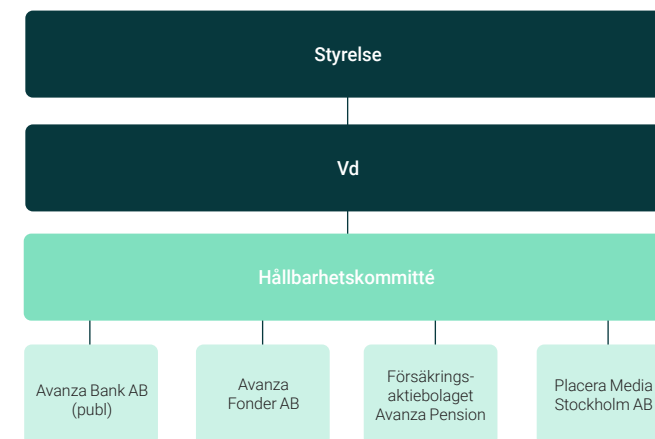 Styrelse
Vd
Hållbarhetskommitté
Avanza Bank AB
(publ)
Avanza
Fonder AB
Försäkrings-
aktiebolaget
Avanza Pension
Placera Media
Stockholm AB